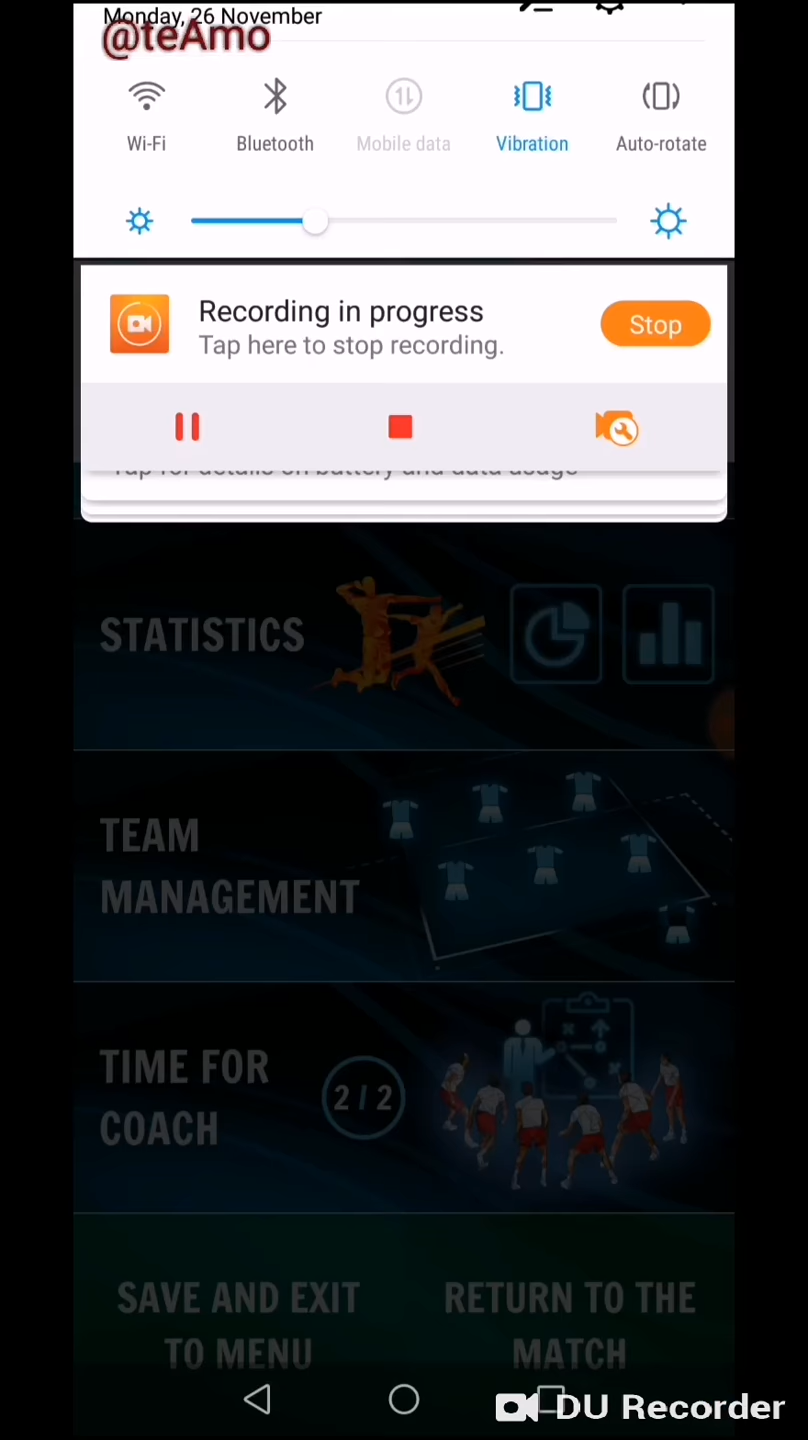 Monday, 26 November
@teAmo
Wi-Fi
Bluetooth
Mobile data
Vibration
Auto-rotate
Recording in progress
Stop
Tap here to stop recording.
Tap for details on battery and data usage
STATISTICS
TEAM
MANAGEMENT
TIME FOR
COACH
2/2
SAVE AND EXIT
TO MENU
RETURN TO THE
MATCH
DU Recorder